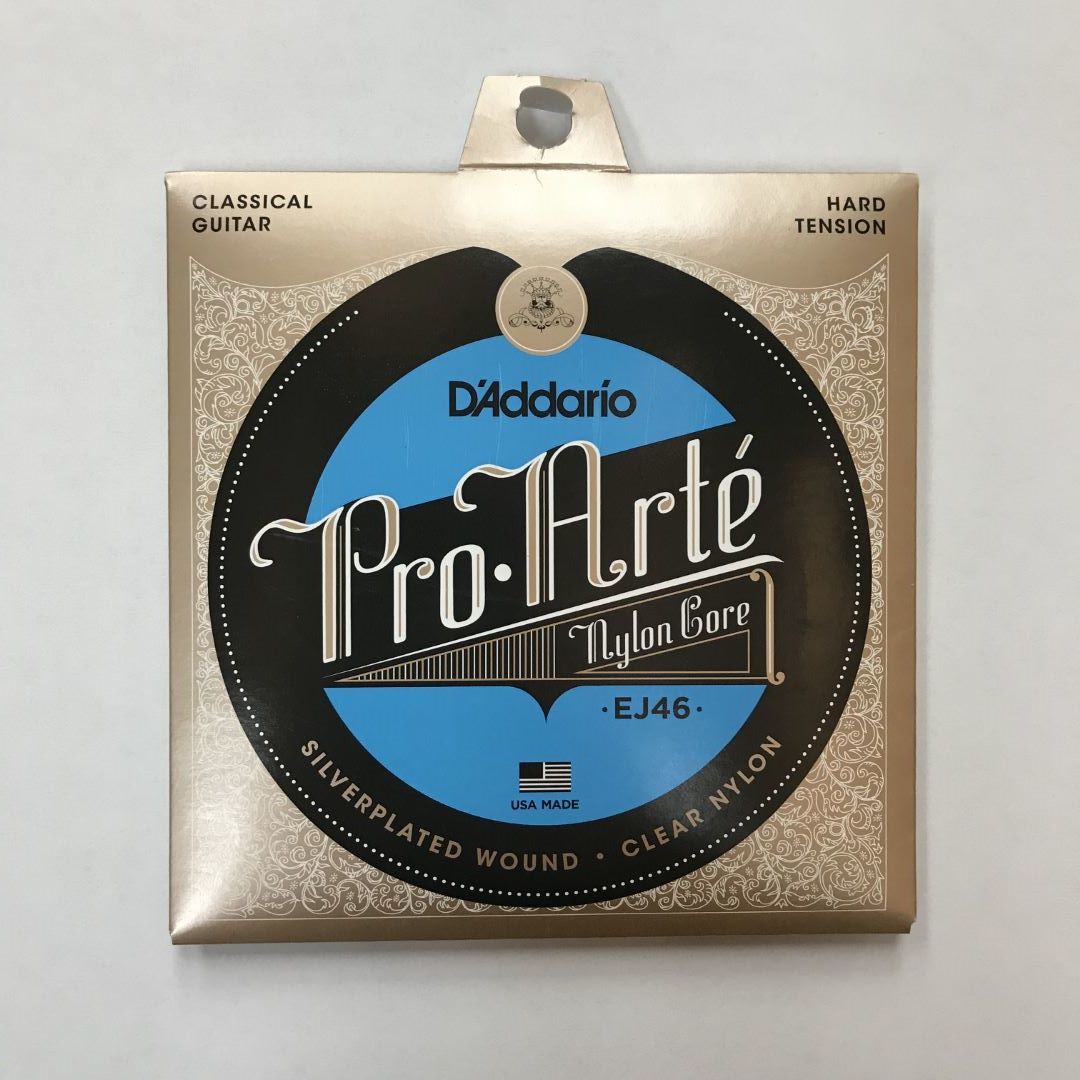 CLASSICAL
GUITAR
HARD
TENSION
D'Addario
Pro·Arté
Nylon Core
·EJ46·
USA MADE
SILVERPLATED WOUND • CLEAR NYLON